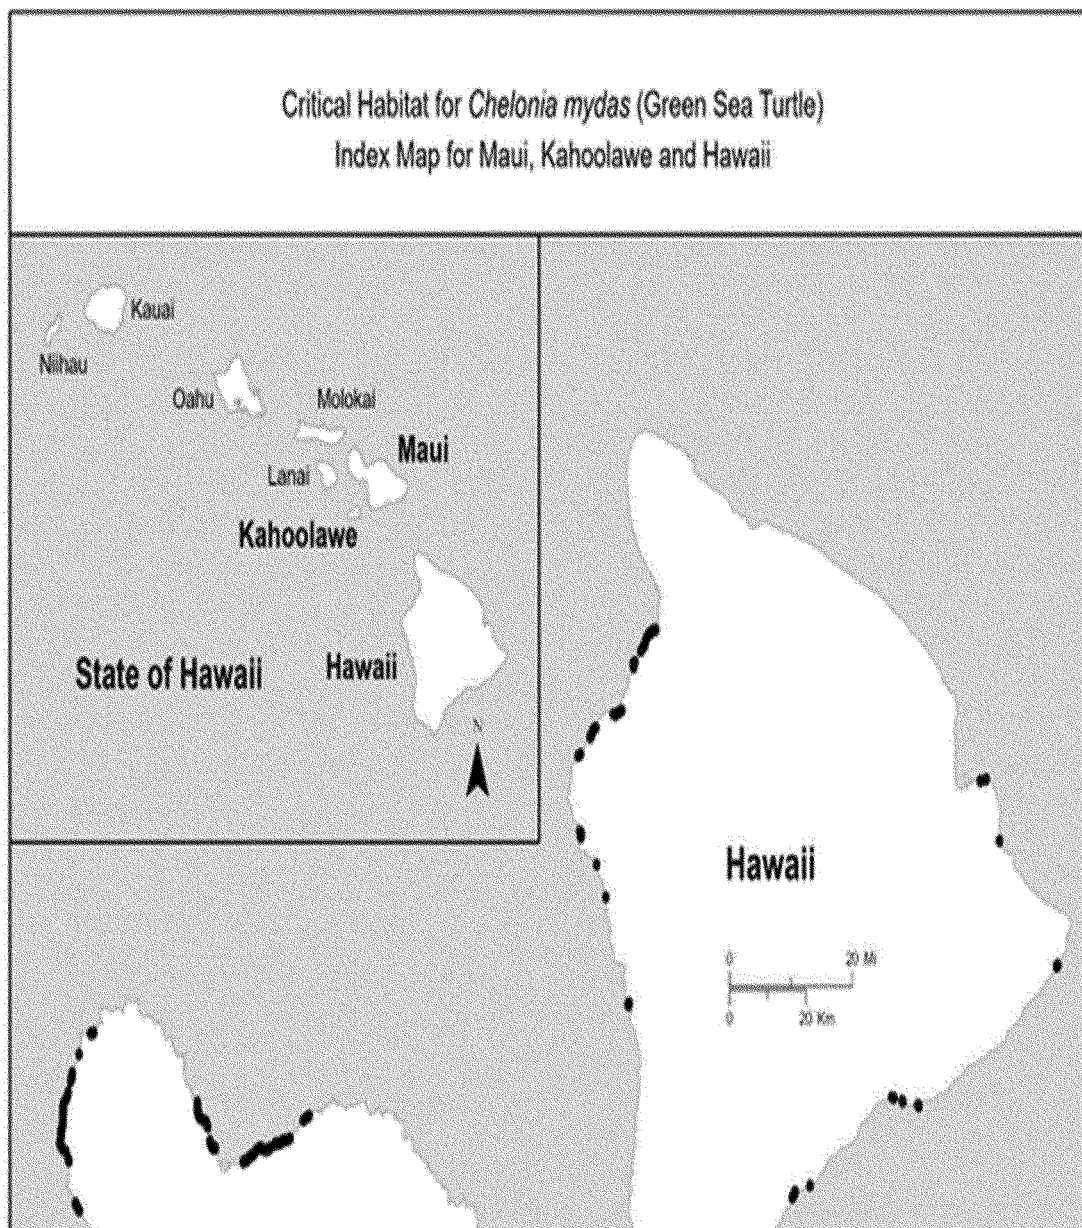 Critical Habitat for Chelonia mydas (Green Sea Turtle)
Index Map for Maui, Kahoolawe and Hawaii
Kauai
Niihau
Oahu
Molokai
Maui
Lanai
Kahoolawe
State of Hawaii
Hawaii
N
Hawaii
0 20 Mi
0 20 Km